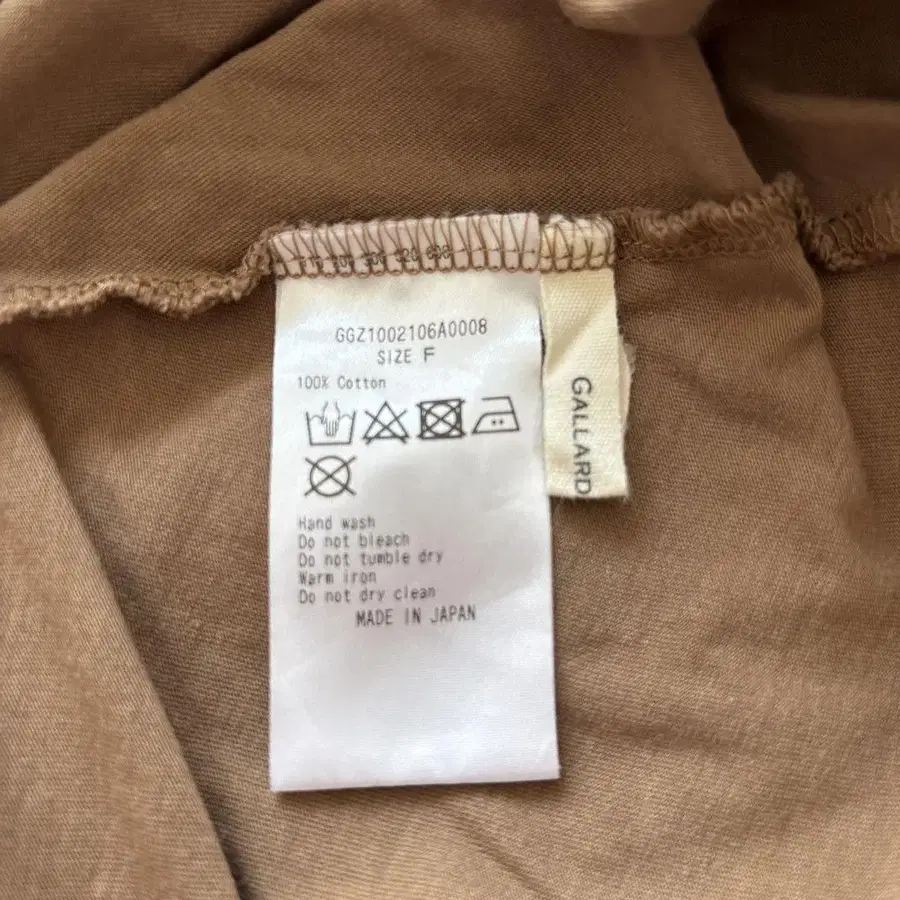 GGZ1002106A0008
SIZE F
100% Cotton
Hand wash
Do not bleach
Do not tumble dry
Warm iron
Do not dry clean
MADE IN JAPAN
GALLARD